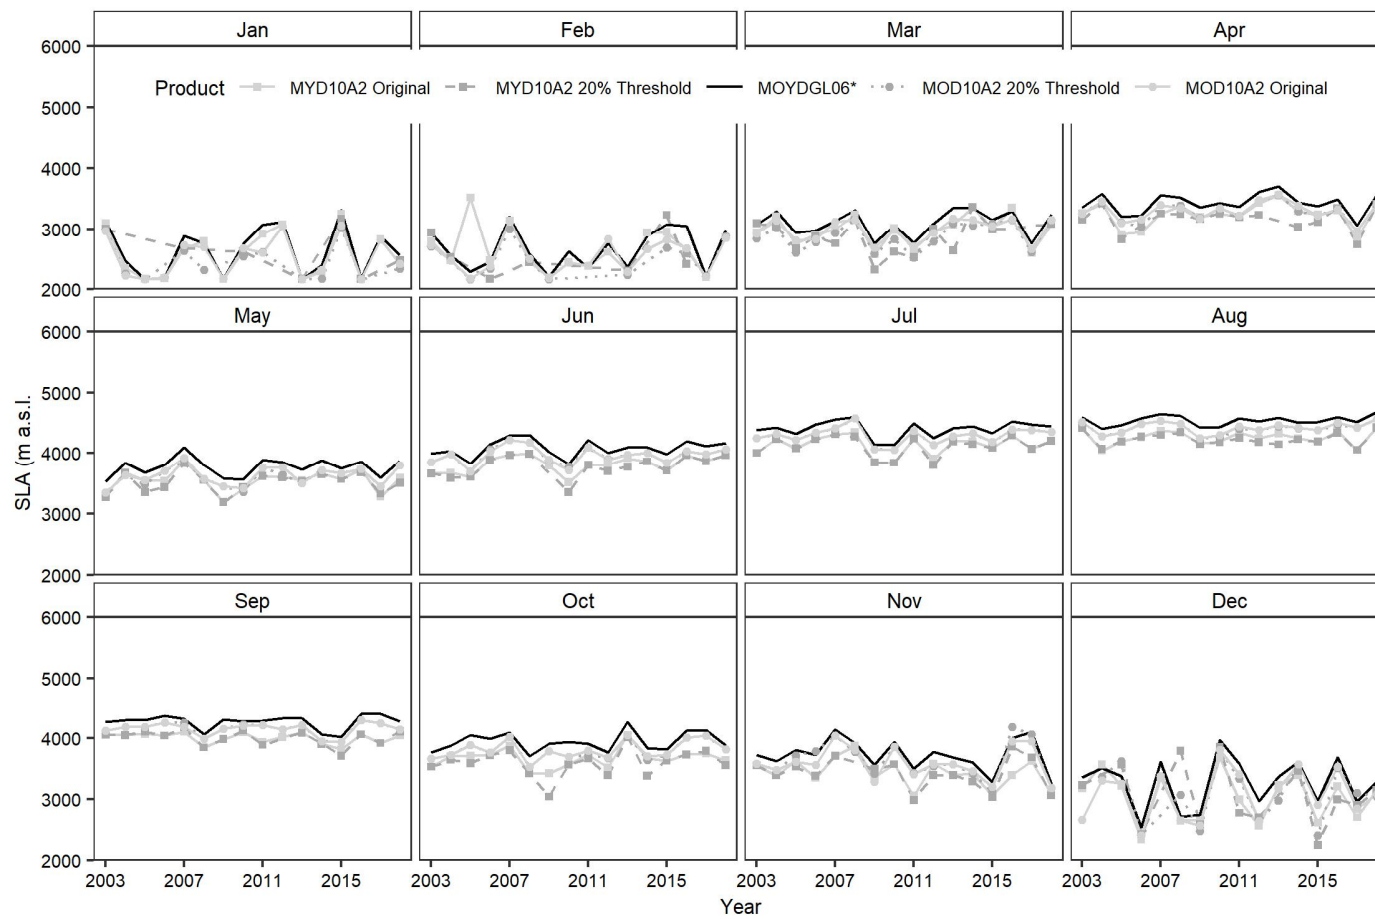 Jan Feb Mar Apr
6000
Product MYD10A2 Original MYD10A2 20% Threshold MOYDGL06* MOD10A2 20% Threshold MOD10A2 Original
5000
4000
3000
2000
May Jun Jul Aug
6000
5000
4000
3000
2000
SLA (m a.s.l.)
Sep Oct Nov Dec
6000
5000
4000
3000
2000
2003 2007 2011 2015 2003 2007 2011 2015 2003 2007 2011 2015 2003 2007 2011 2015
Year